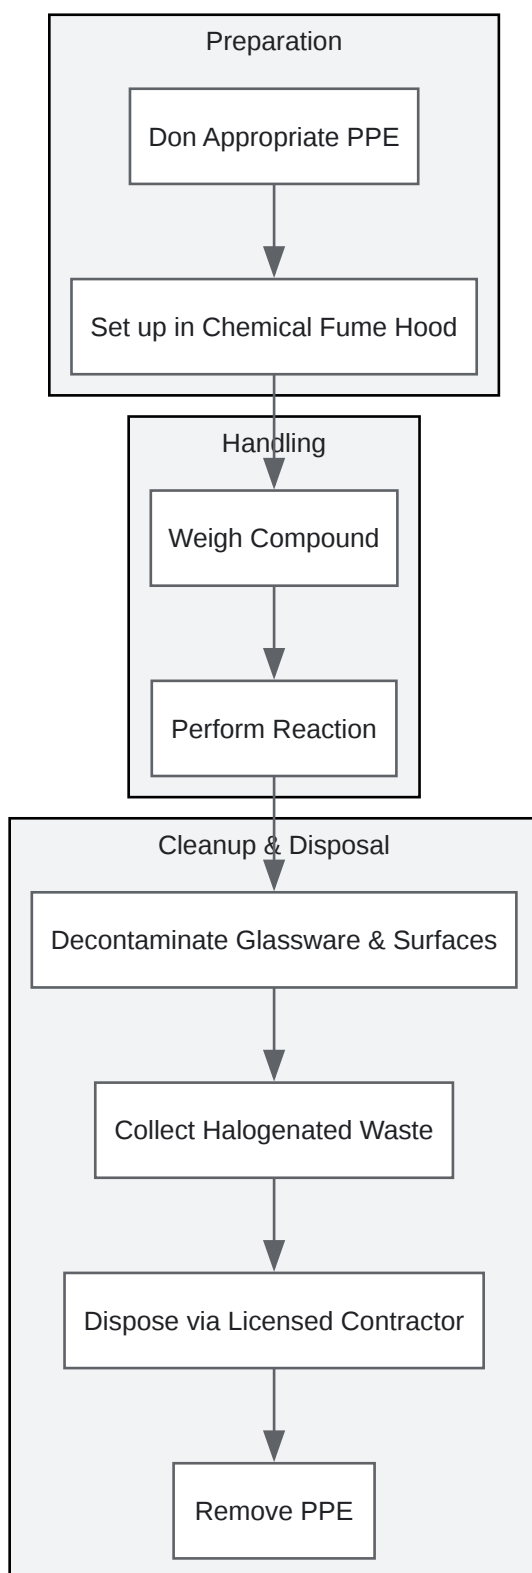 Preparation
Don Appropriate PPE
Set up in Chemical Fume Hood
Handling
Weigh Compound
Perform Reaction
Cleanup & Disposal
Decontaminate Glassware & Surfaces
Collect Halogenated Waste
Dispose via Licensed Contractor
Remove PPE